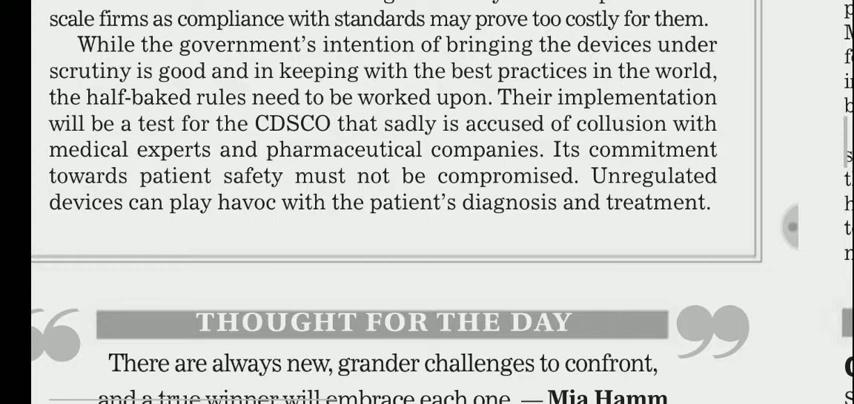 scale firms as compliance with standards may prove too costly for them.
While the government's intention of bringing the devices under
scrutiny is good and in keeping with the best practices in the world,
the half-baked rules need to be worked upon. Their implementation
will be a test for the CDSCO that sadly is accused of collusion with
medical experts and pharmaceutical companies. Its commitment
towards patient safety must not be compromised. Unregulated
devices can play havoc with the patient's diagnosis and treatment.
THOUGHT FOR THE DAY
There are always new, grander challenges to confront,
and a true winner will embrace each one. — Mia Hamm